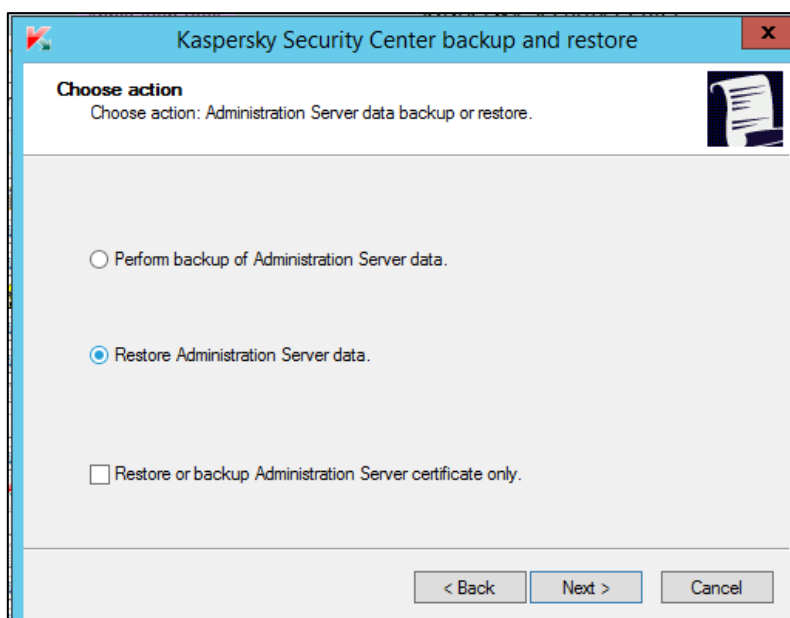 Kaspersky Security Center backup and restore
x
Choose action
Choose action: Administration Server data backup or restore.
Perform backup of Administration Server data.
Restore Administration Server data.
Restore or backup Administration Server certificate only.
< Back
Next >
Cancel